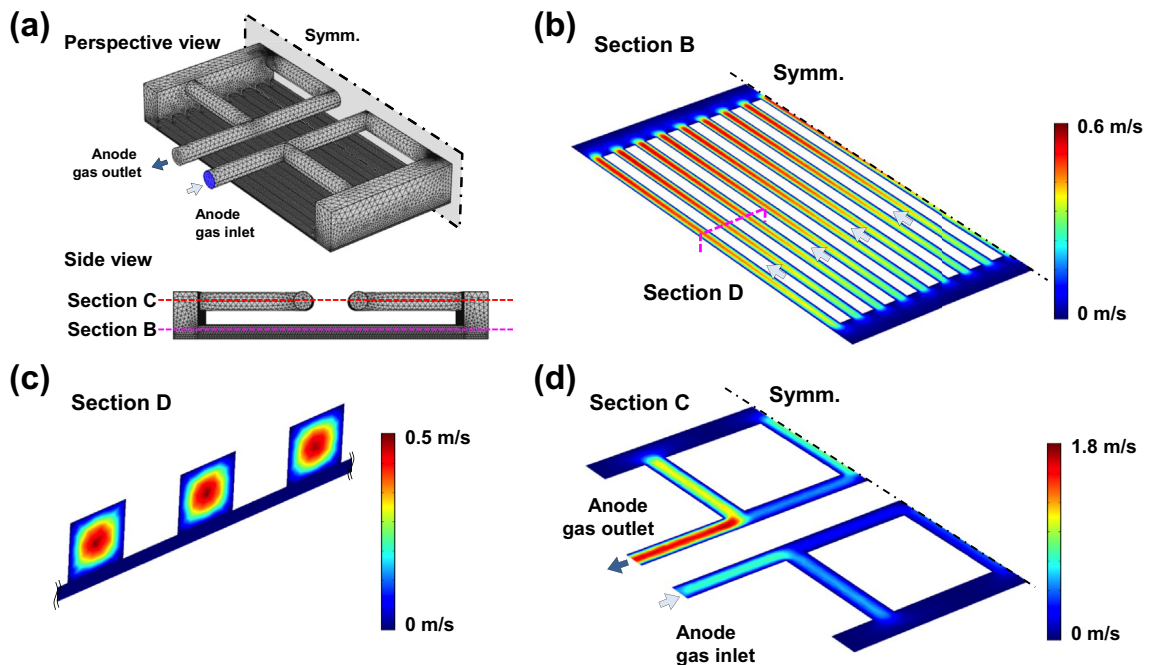 (a)
Perspective view
Symm.
Anode
gas outlet
Anode
gas inlet
Side view
Section C
Section B
(b)
Section B
Symm.
0.6 m/s
Section D
0 m/s
(c)
Section D
0.5 m/s
0 m/s
(d)
Section C
Symm.
1.8 m/s
Anode
gas outlet
Anode
gas inlet
0 m/s